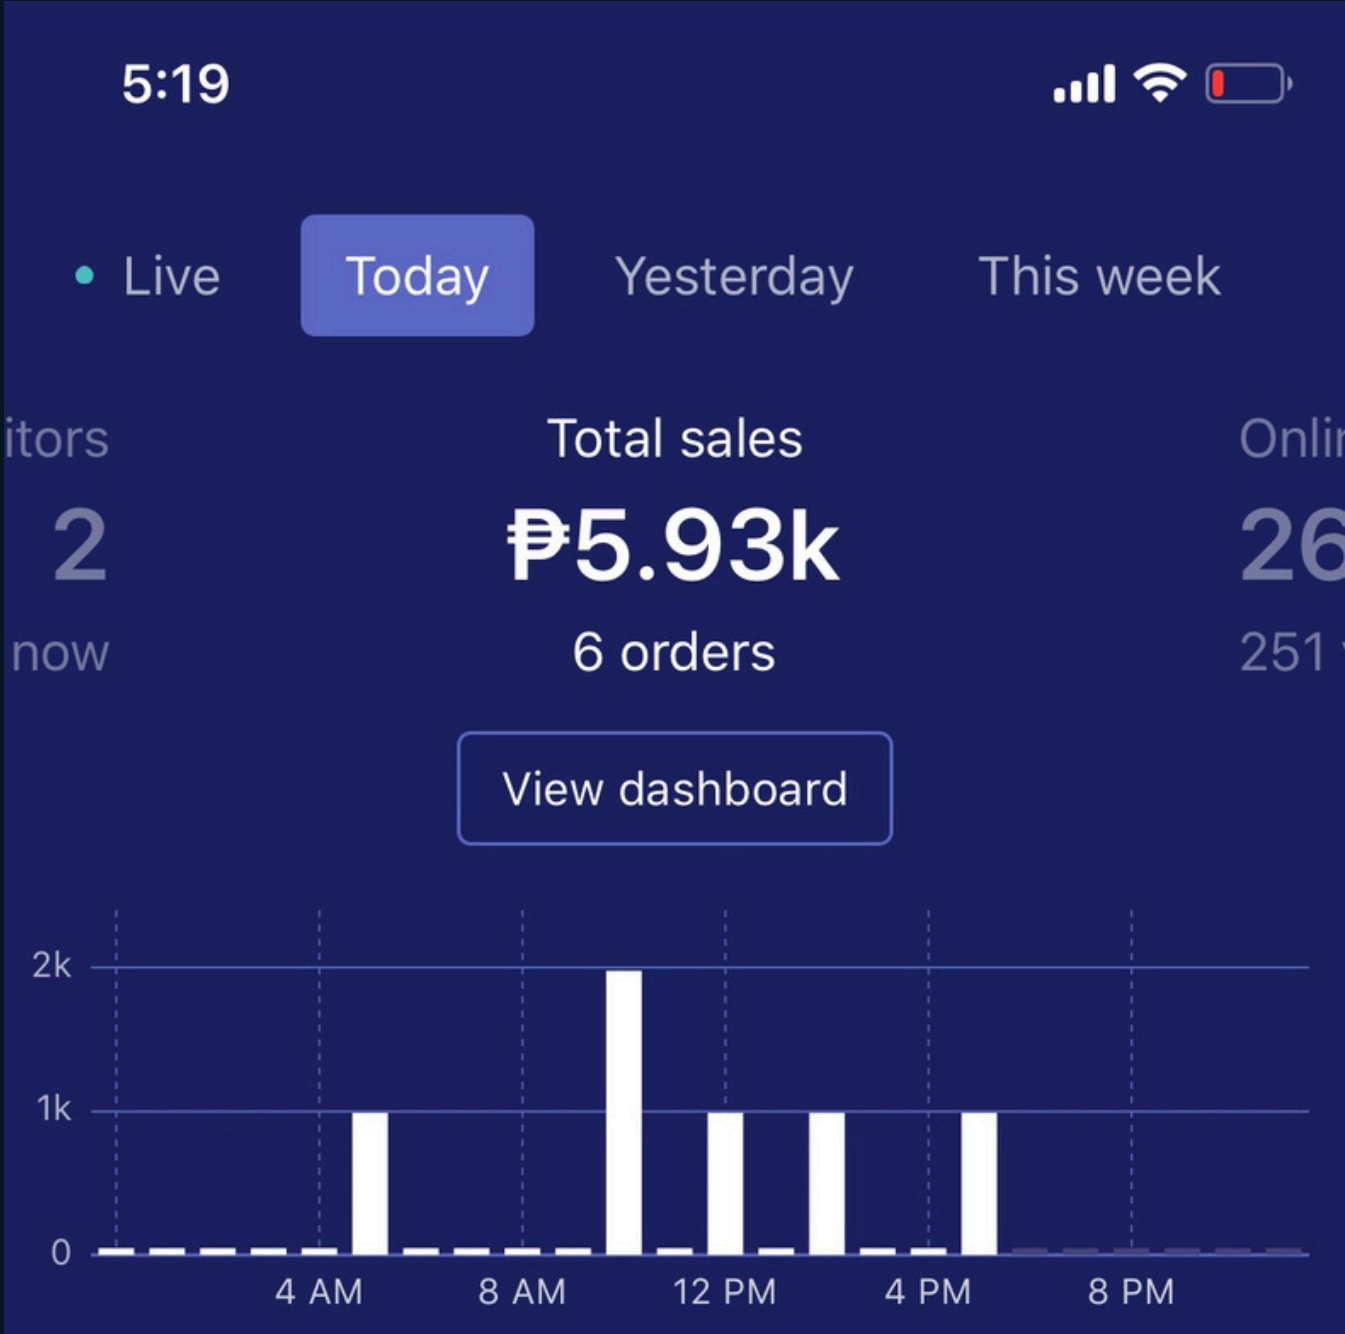 5:19
Live Today Yesterday This week
itors Total sales Onlin
2 ₱5.93k 26
now 6 orders 251
View dashboard
2k
1k
0
4 AM 8 AM 12 PM 4 PM 8 PM